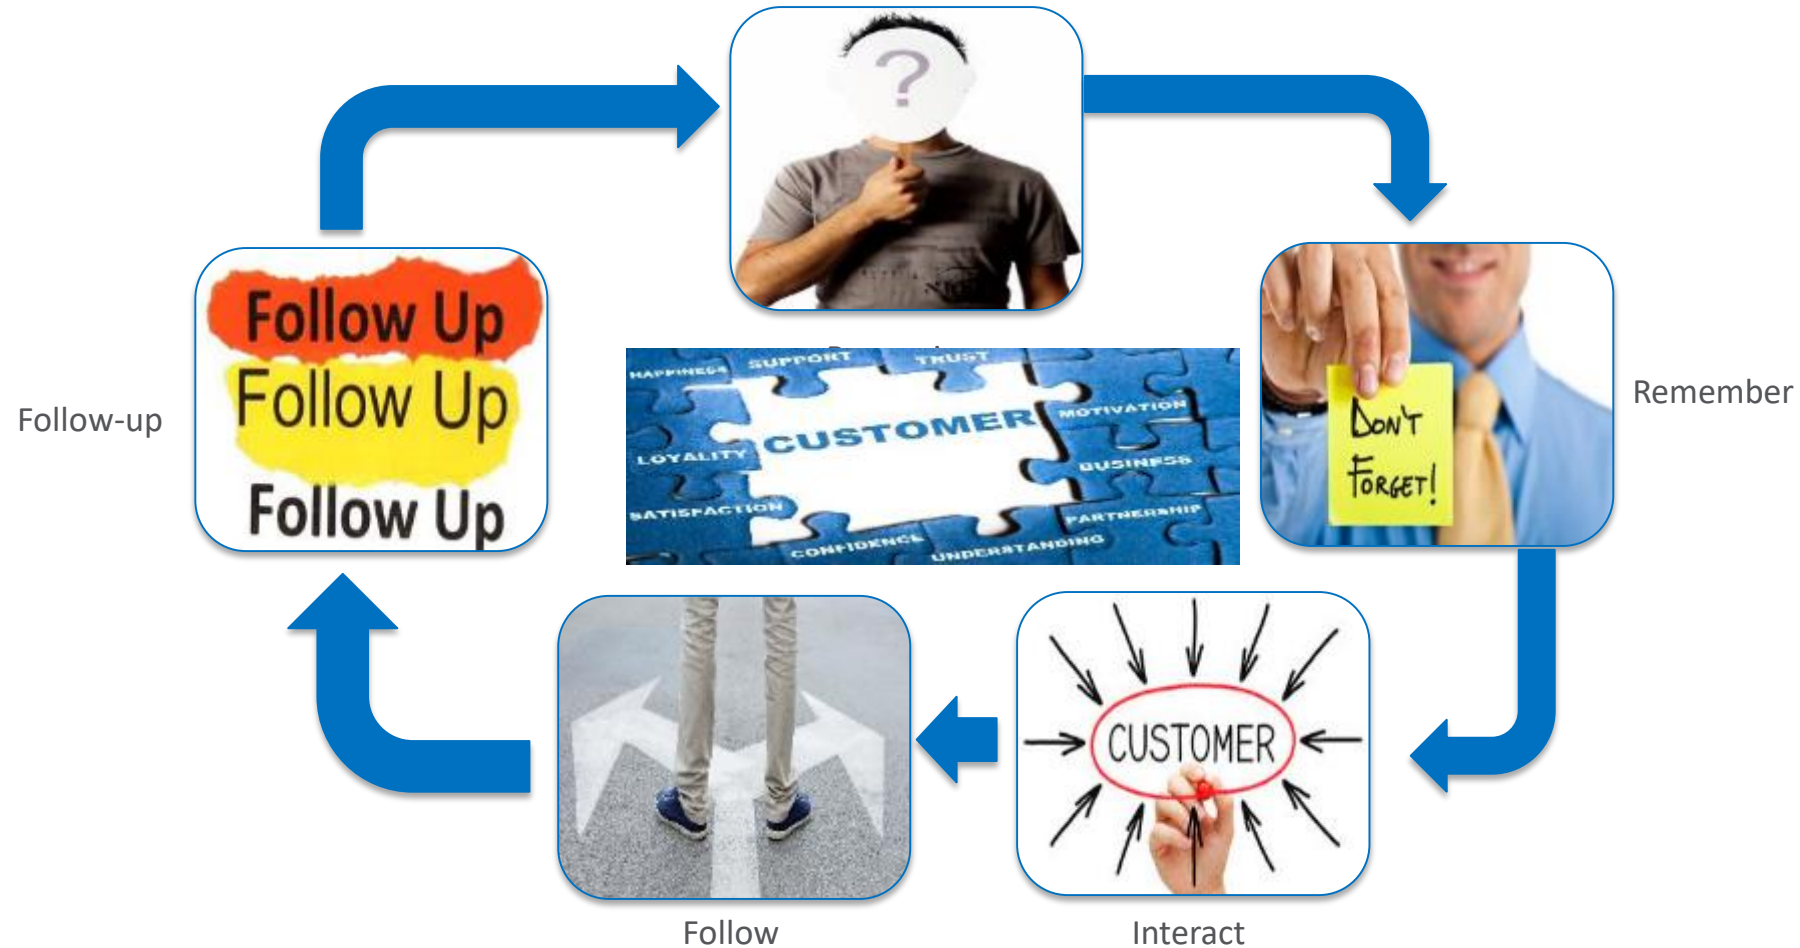 ?
Follow Up
Follow Up
Follow Up
Follow-up
HAPPINESS
SUPPORT
TRUST
CUSTOMER
MOTIVATION
LOYALITY
BUSINESS
SATISFACTION
PARTNERSHIP
CONFIDENCE
UNDERSTANDING
DON'T
FORGET!
Remember
CUSTOMER
Follow
Interact